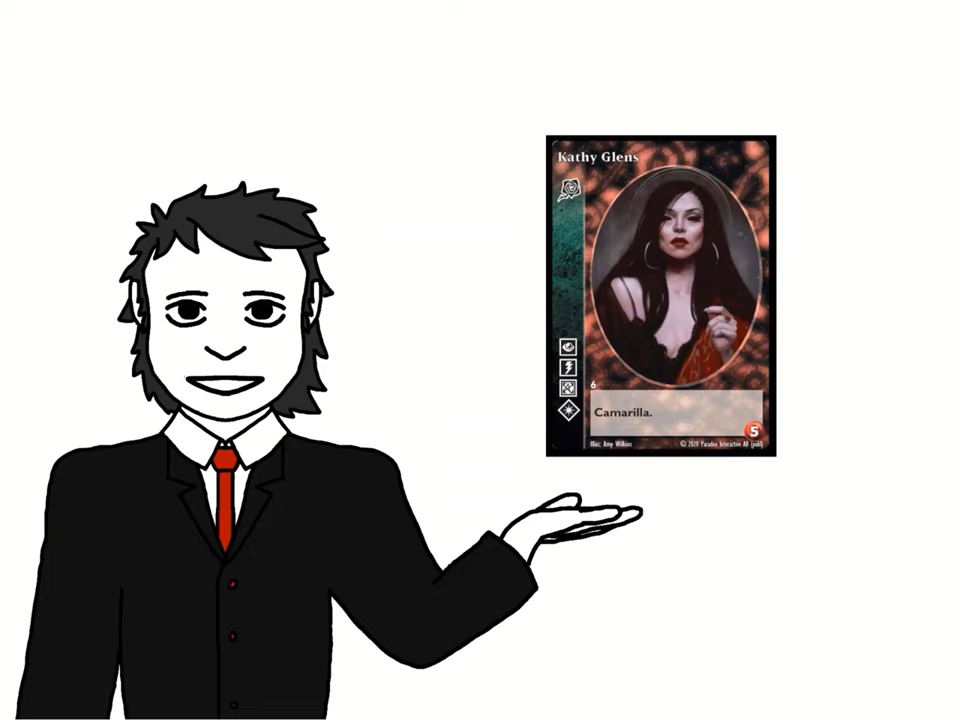 Kathy Glens
6
Camarilla.
5
Illus: Amy Wilkins © 2020 Paradox Interactive AB (publ)